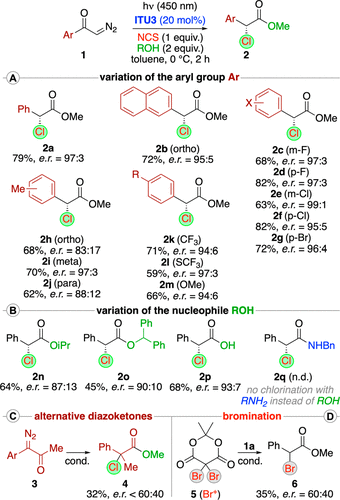 hν (450 nm)
ITU3 (20 mol%)
NCS (1 equiv.)
ROH (2 equiv.)
toluene, 0 °C, 2 h
O
Ar
N2
1
O
Ar
OMe
Cl
2
A variation of the aryl group Ar
O
Ph
OMe
Cl
2a
79%, e.r. = 97:3
O
OMe
Cl
2b (ortho)
72%, e.r. = 95:5
X
O
OMe
Cl
2c (m-F)
68%, e.r. = 97:3
2d (p-F)
82%, e.r. = 97:3
2e (m-Cl)
63%, e.r. = 99:1
2f (p-Cl)
82%, e.r. = 95:5
2g (p-Br)
72%, e.r. = 96:4
Me
O
OMe
Cl
2h (ortho)
68%, e.r. = 83:17
2i (meta)
70%, e.r. = 97:3
2j (para)
62%, e.r. = 88:12
R
O
OMe
Cl
2k (CF3)
71%, e.r. = 94:6
2l (SCF3)
59%, e.r. = 97:3
2m (OMe)
66%, e.r. = 94:6
B variation of the nucleophile ROH
O
Ph
OiPr
Cl
2n
64%, e.r. = 87:13
O
Ph
O
Ph
Ph
Cl
2o
45%, e.r. = 90:10
O
Ph
OH
Cl
2p
68%, e.r. = 93:7
O
Ph
NHBn
Cl
2q (n.d.)
no chlorination with
RNH2 instead of ROH
C alternative diazoketones
N2
Ph
Me
O
3
cond.
O
Ph
OMe
Cl
Me
4
32%, e.r. < 60:40
bromination D
Me
Me
O
O
O
O
Br
Br
5 (Br+)
1a
cond.
O
Ph
OMe
Br
6
35%, e.r. = 60:40